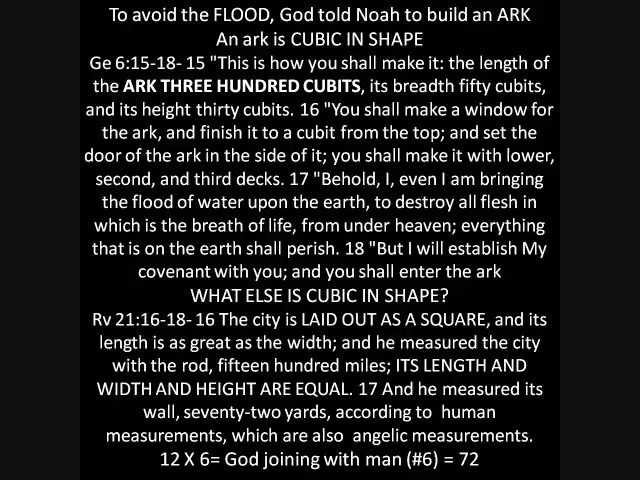 To avoid the FLOOD, God told Noah to build an ARK
An ark is CUBIC IN SHAPE
Ge 6:15-18- 15 "This is how you shall make it: the length of
the ARK THREE HUNDRED CUBITS, its breadth fifty cubits,
and its height thirty cubits. 16 "You shall make a window for
the ark, and finish it to a cubit from the top; and set the
door of the ark in the side of it; you shall make it with lower,
second, and third decks. 17 "Behold, I, even I am bringing
the flood of water upon the earth, to destroy all flesh in
which is the breath of life, from under heaven; everything
that is on the earth shall perish. 18 "But I will establish My
covenant with you; and you shall enter the ark
WHAT ELSE IS CUBIC IN SHAPE?
Rv 21:16-18- 16 The city is LAID OUT AS A SQUARE, and its
length is as great as the width; and he measured the city
with the rod, fifteen hundred miles; ITS LENGTH AND
WIDTH AND HEIGHT ARE EQUAL. 17 And he measured its
wall, seventy-two yards, according to human
measurements, which are also angelic measurements.
12 X 6= God joining with man (#6) = 72